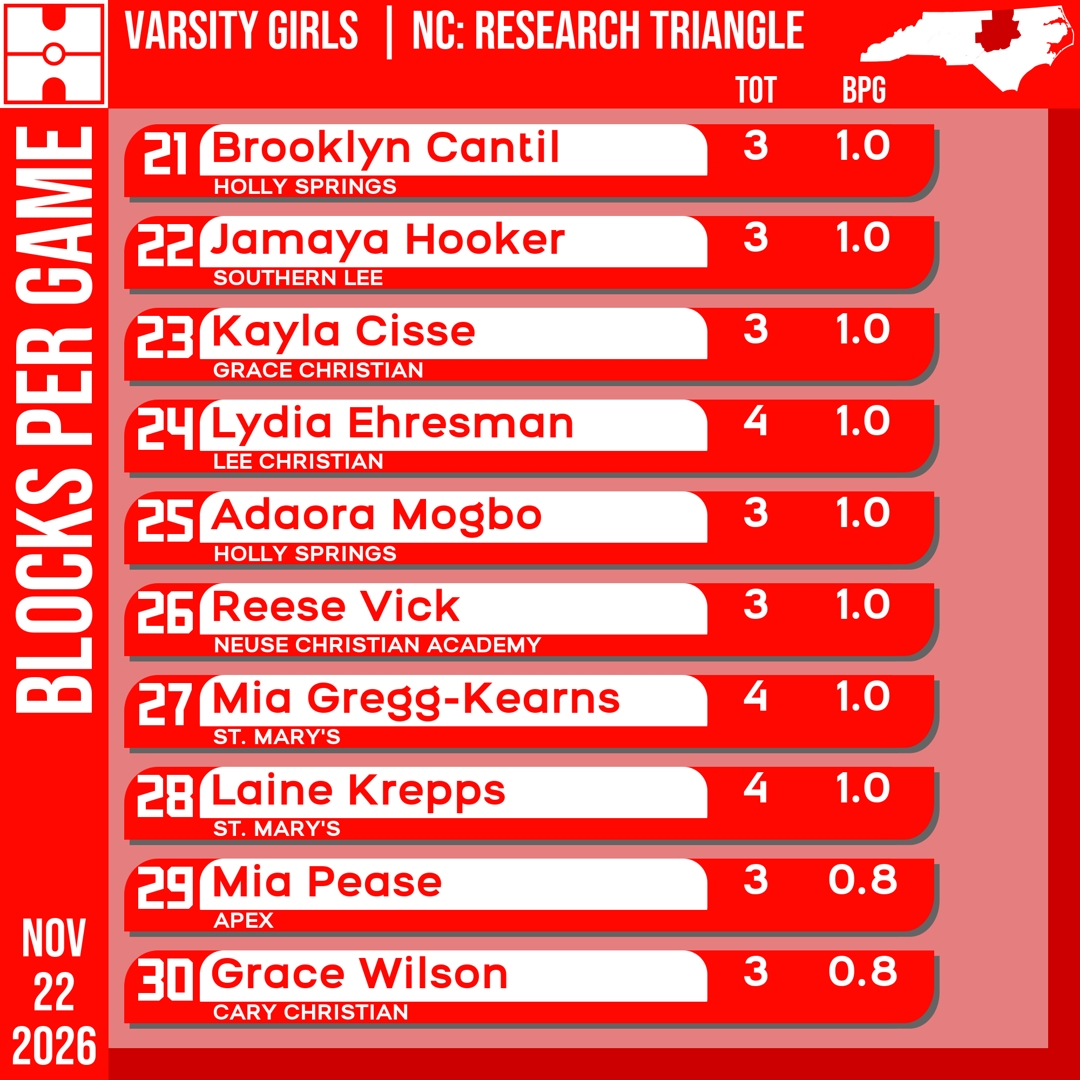 VARSITY GIRLS | NC: RESEARCH TRIANGLE
TOT BPG
BLOCKS PER GAME
21 Brooklyn Cantil 3 1.0
HOLLY SPRINGS
22 Jamaya Hooker 3 1.0
SOUTHERN LEE
23 Kayla Cisse 3 1.0
GRACE CHRISTIAN
24 Lydia Ehresman 4 1.0
LEE CHRISTIAN
25 Adaora Mogbo 3 1.0
HOLLY SPRINGS
26 Reese Vick 3 1.0
NEUSE CHRISTIAN ACADEMY
27 Mia Gregg-Kearns 4 1.0
ST. MARY'S
28 Laine Krepps 4 1.0
ST. MARY'S
29 Mia Pease 3 0.8
APEX
30 Grace Wilson 3 0.8
CARY CHRISTIAN
NOV
22
2026